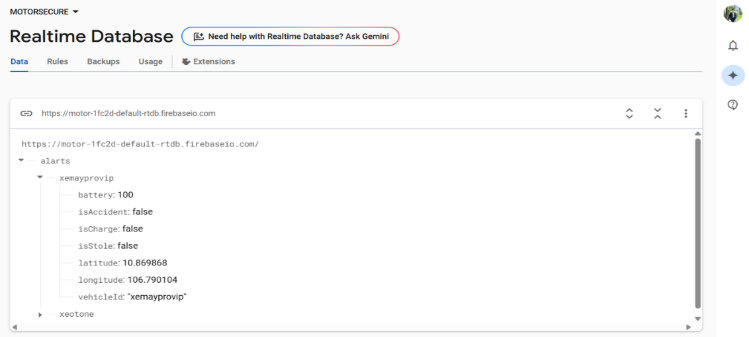 MOTORSECURE
Realtime Database
Need help with Realtime Database? Ask Gemini
Data Rules Backups Usage Extensions
https://motor-1fc2d-default-rtdb.firebaseio.com
https://motor-1fc2d-default-rtdb.firebaseio.com/
alarts
xemayprovip
battery: 100
isAccident: false
isCharge: false
isStole: false
latitude: 10.869868
longitude: 106.790104
vehicleId: "xemayprovip"
xeotone